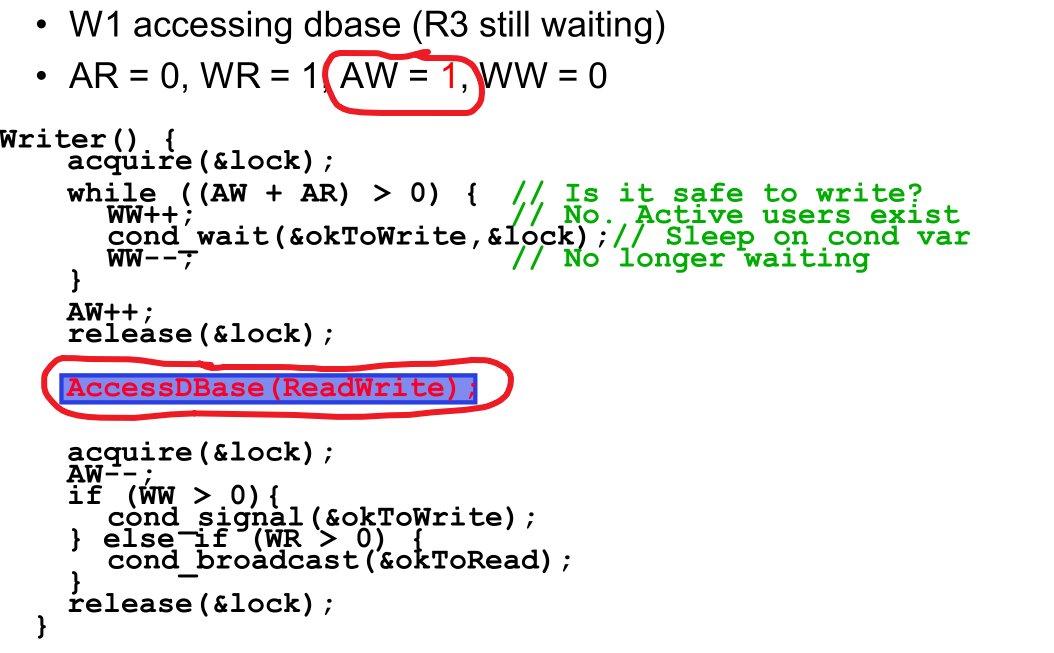 • W1 accessing dbase (R3 still waiting)
• AR = 0, WR = 1, AW = 1, WW = 0
Writer() {
acquire(&lock);
while ((AW + AR) > 0) { // Is it safe to write?
WW++; // No. Active users exist
cond_wait(&okToWrite,&lock);// Sleep on cond var
WW--; // No longer waiting
}
AW++;
release(&lock);
AccessDBase(ReadWrite);
acquire(&lock);
AW--;
if (WW > 0){
cond_signal(&okToWrite);
} else if (WR > 0) {
cond_broadcast(&okToRead);
}
release(&lock);
}